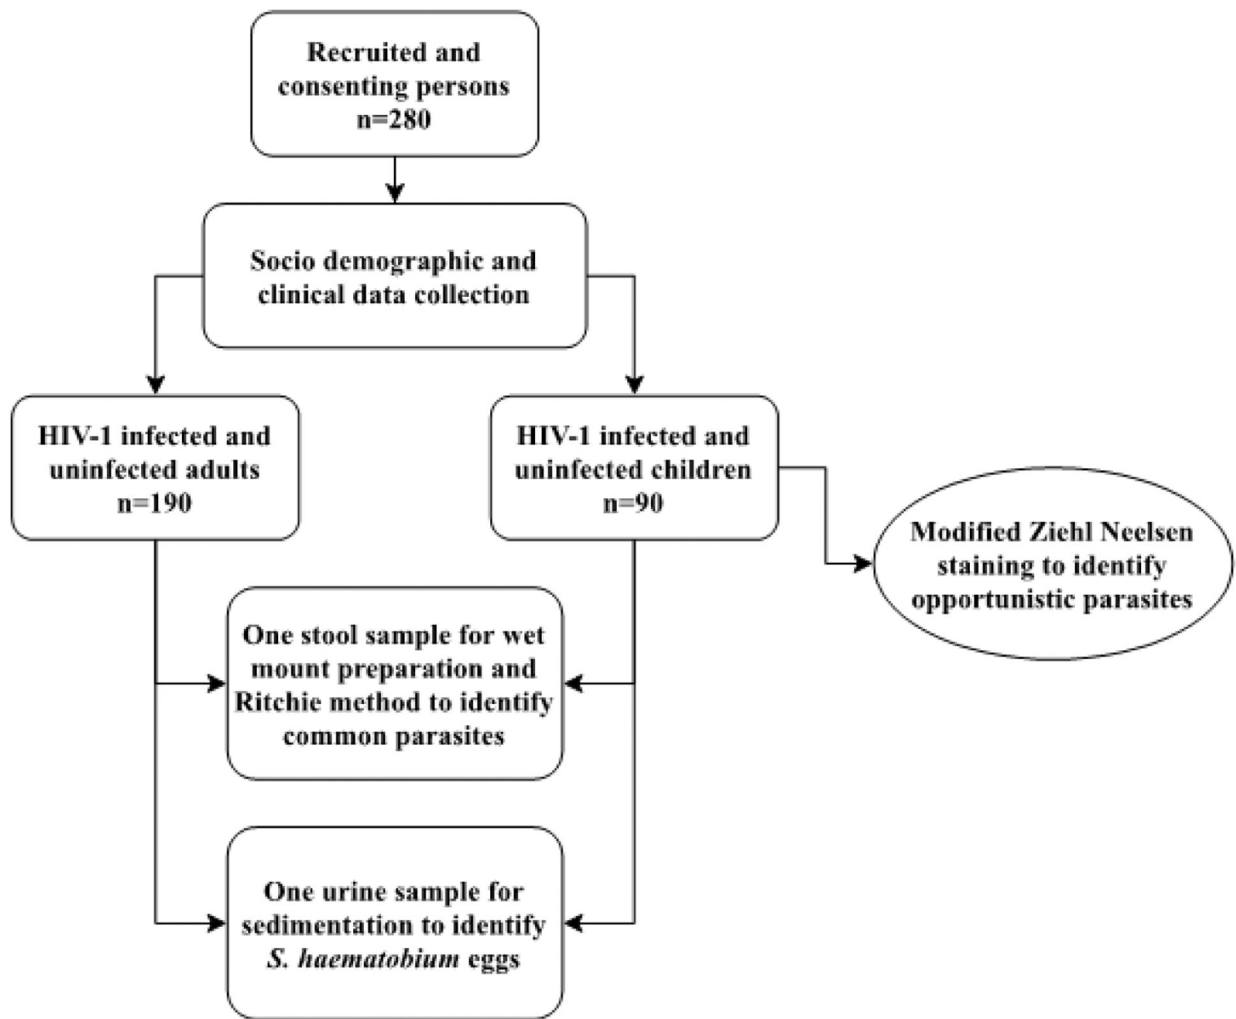 Recruited and
consenting persons
n=280
Socio demographic and
clinical data collection
HIV-1 infected and
uninfected adults
n=190
HIV-1 infected and
uninfected children
n=90
Modified Ziehl Neelsen
staining to identify
opportunistic parasites
One stool sample for wet
mount preparation and
Ritchie method to identify
common parasites
One urine sample for
sedimentation to identify
S. haematobium eggs